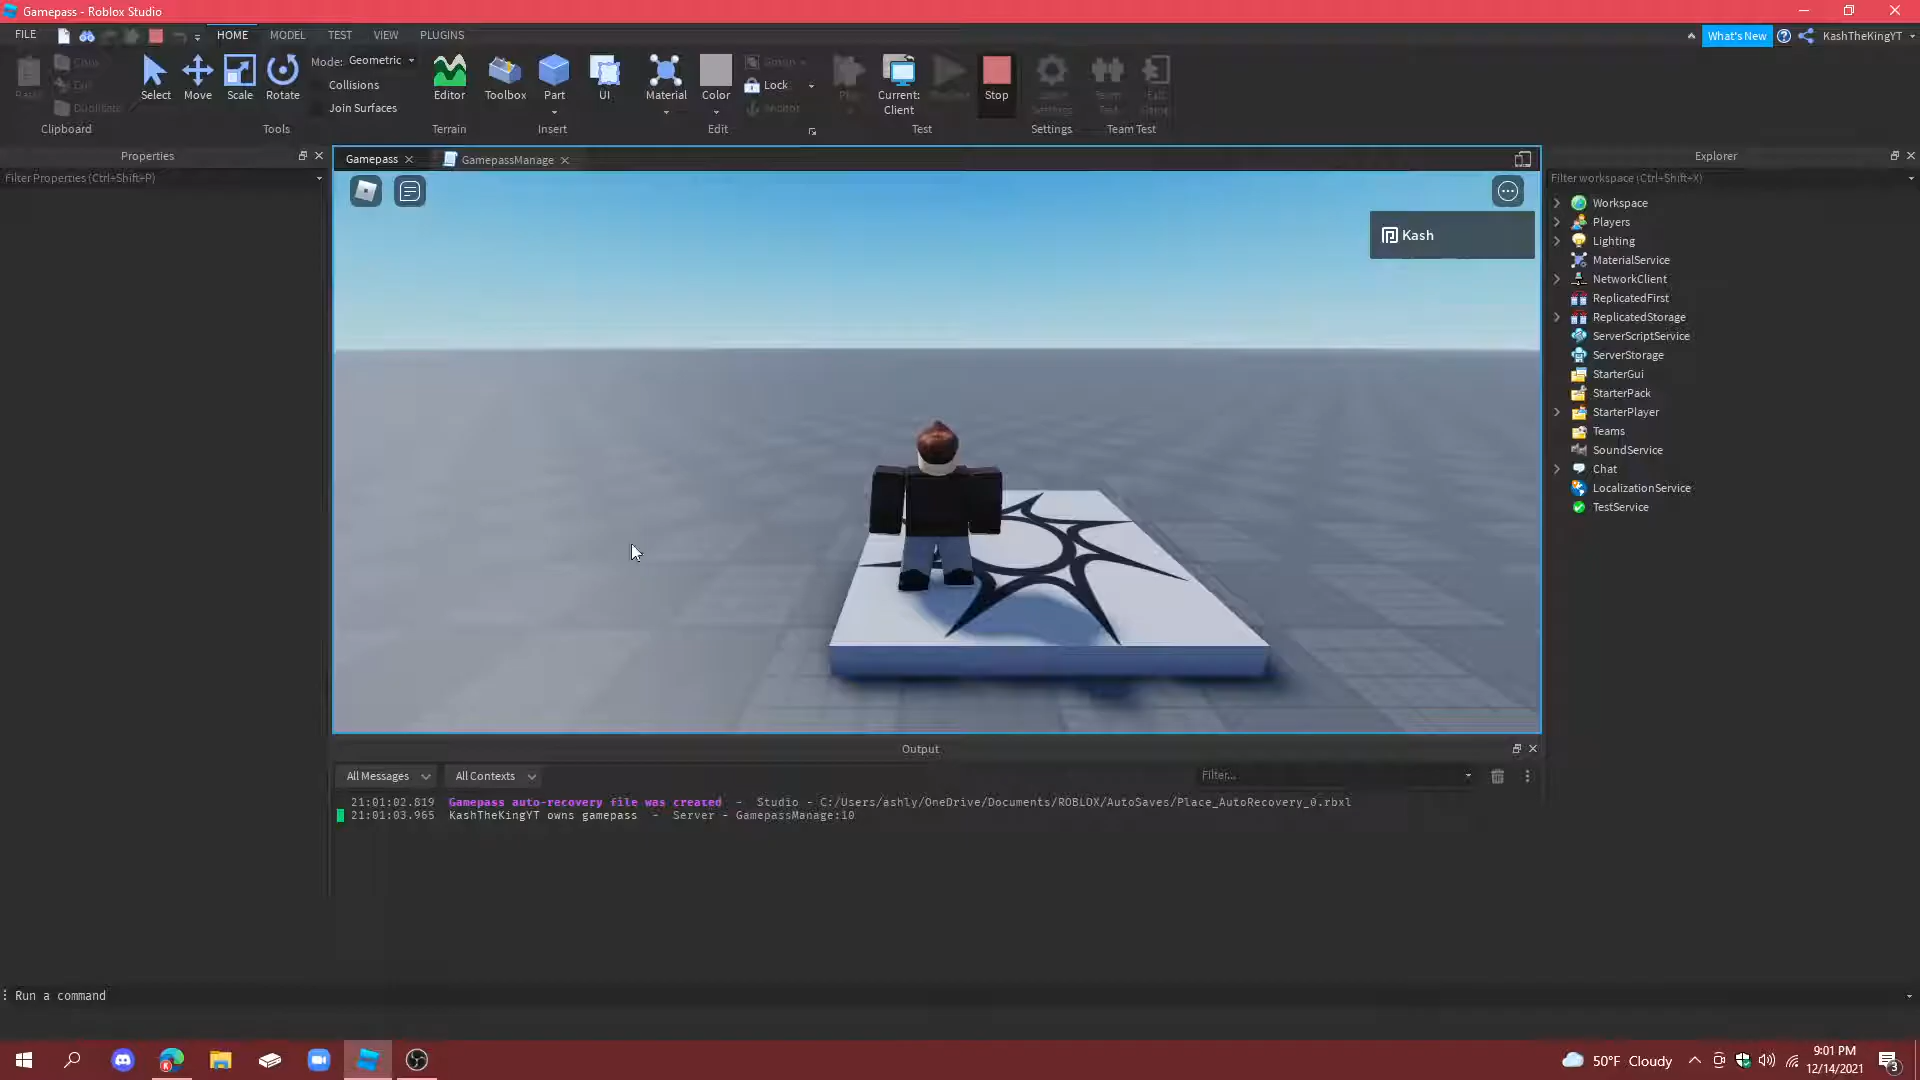 Gamepass - Roblox Studio
FILE HOME MODEL TEST VIEW PLUGINS What's New KashTheKingYT
Select Move Scale Rotate
Mode: Geometric
Collisions
Join Surfaces
Editor Toolbox Part UI Material Color
Lock
Anchor
Current: Client
Stop
Duplicate
Clipboard Tools Terrain Insert Edit Test Settings Team Test
Properties
Filter Properties (Ctrl+Shift+P)
Gamepass GamepassManage
Kash
Explorer
Filter workspace (Ctrl+Shift+X)
Workspace
Players
Lighting
MaterialService
NetworkClient
ReplicatedFirst
ReplicatedStorage
ServerScriptService
ServerStorage
StarterGui
StarterPack
StarterPlayer
Teams
SoundService
Chat
LocalizationService
TestService
Output
All Messages All Contexts Filter...
21:01:02.819 Gamepass auto-recovery file was created - Studio - C:/Users/ashly/OneDrive/Documents/ROBLOX/AutoSaves/Place_AutoRecovery_0.rbxl
21:01:03.965 KashTheKingYT owns gamepass - Server - GamepassManage:10
Run a command
50°F Cloudy
9:01 PM
12/14/2021
3